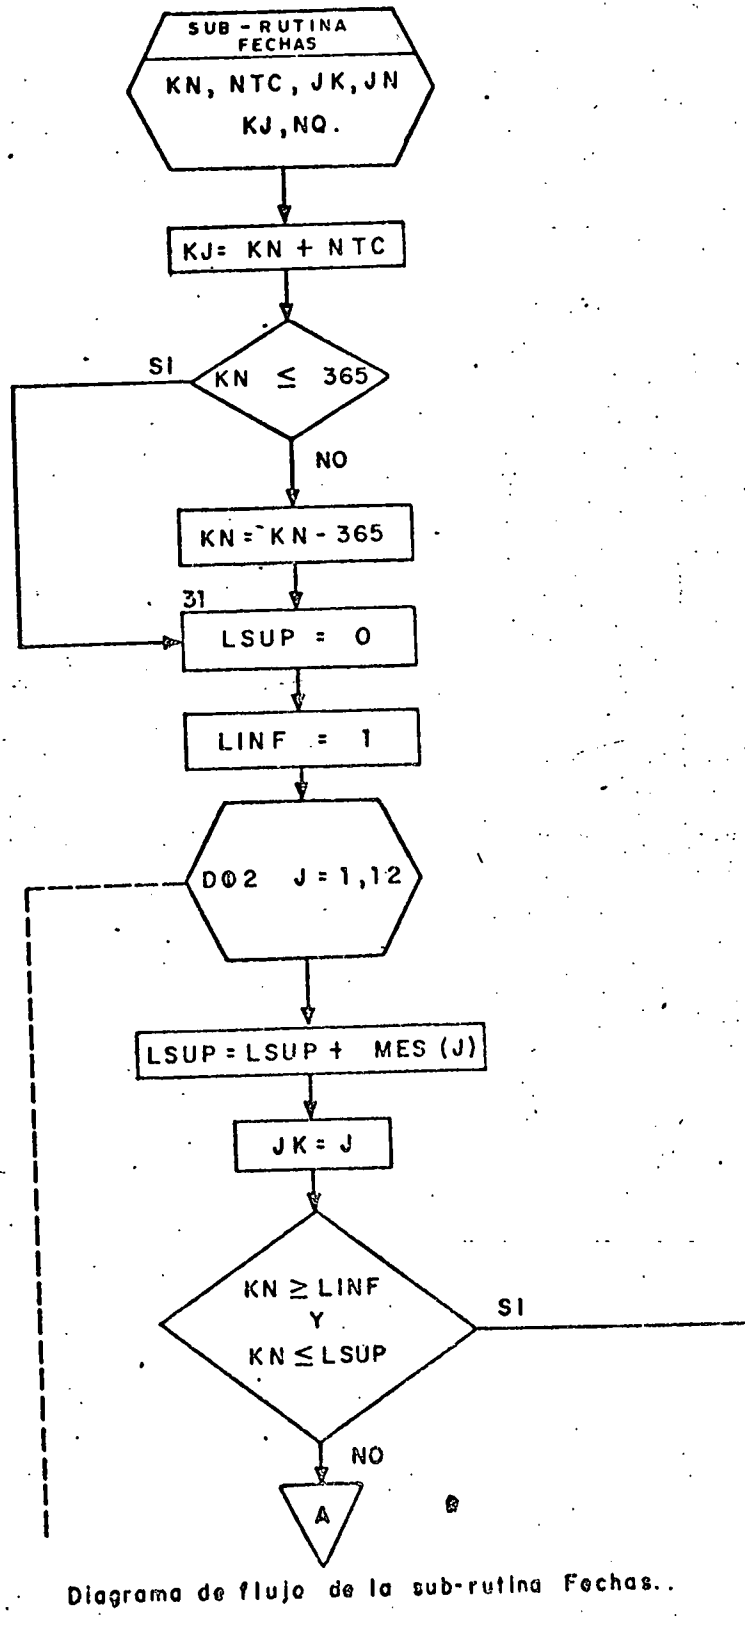 SUB-RUTINA
FECHAS
KN, NTC, JK, JN
KJ, NQ.
KJ= KN + NTC
SI
KN ≤ 365
NO
KN= KN-365
31
LSUP = 0
LINF = 1
DO2 J=1,12
LSUP=LSUP+ MES (J)
JK= J
KN ≥ LINF
Y
KN ≤ LSUP
SI
NO
A
Diagrama de flujo de la sub-rutina Fechas..